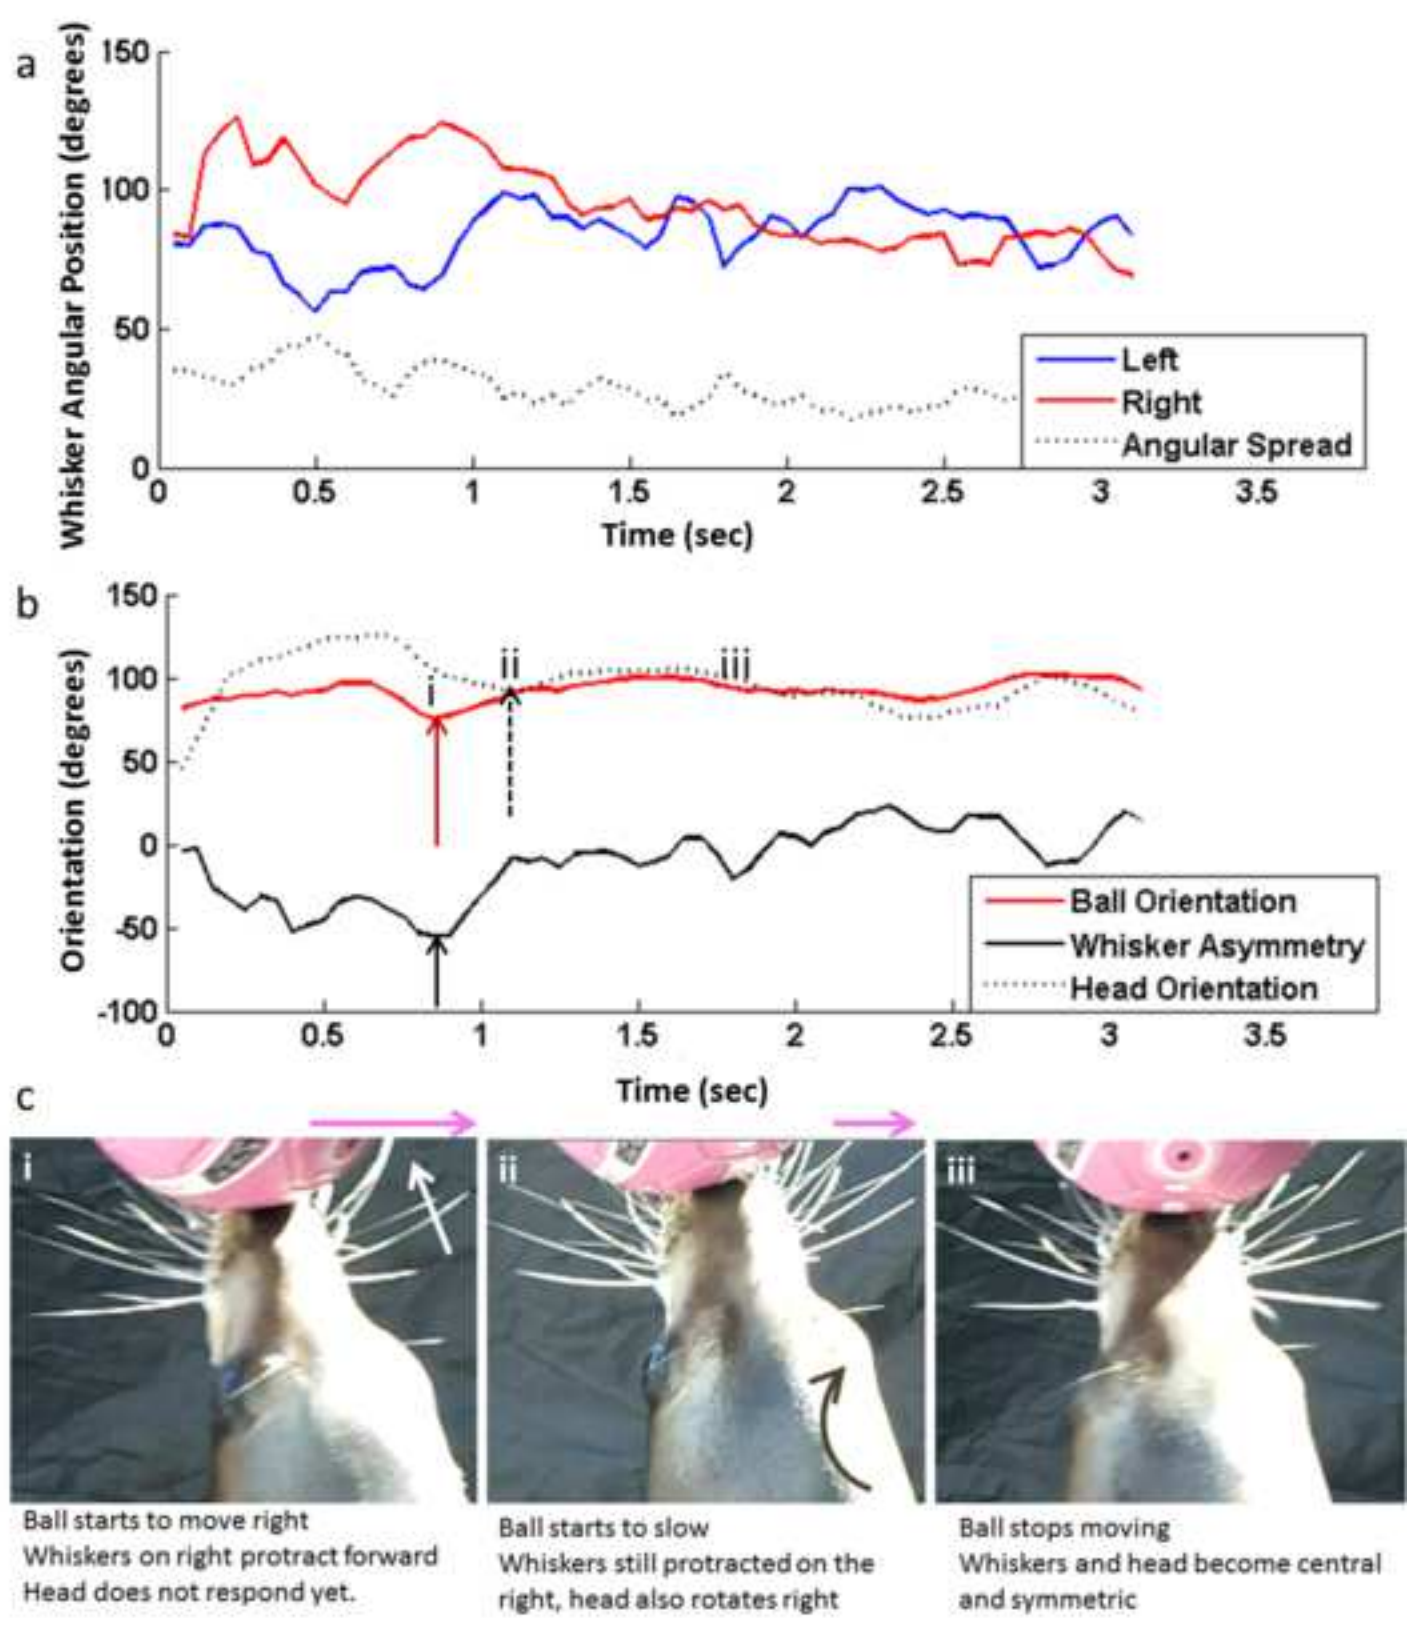 a
Whisker Angular Position (degrees)
150
100
50
0
0 0.5 1 1.5 2 2.5 3 3.5
Time (sec)
Left
Right
Angular Spread
b
Orientation (degrees)
150
100
50
0
-50
-100
i
ii
iii
0 0.5 1 1.5 2 2.5 3 3.5
Time (sec)
Ball Orientation
Whisker Asymmetry
Head Orientation
c
i
ii
iii
Ball starts to move right
Whiskers on right protract forward
Head does not respond yet.
Ball starts to slow
Whiskers still protracted on the
right, head also rotates right
Ball stops moving
Whiskers and head become central
and symmetric